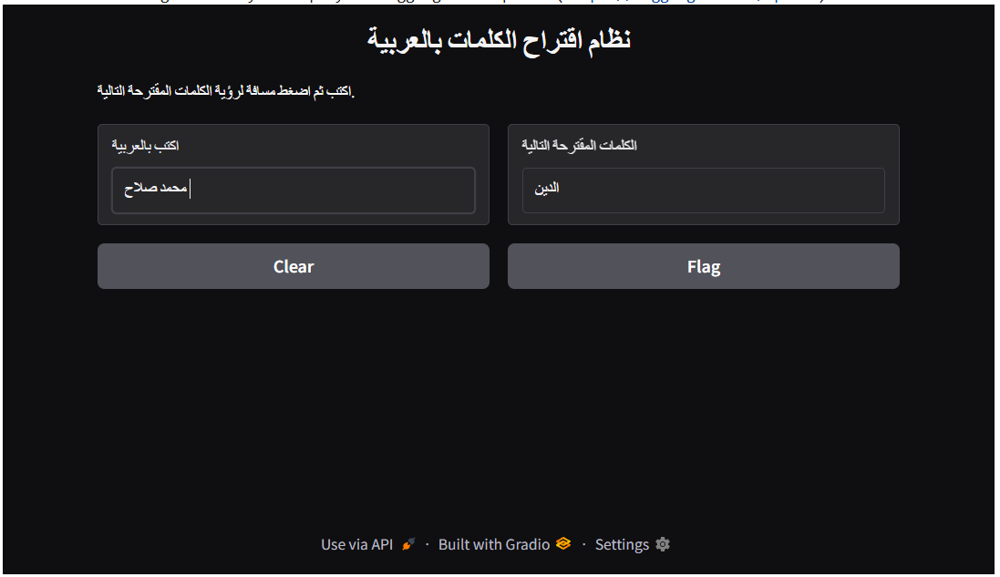 نظام اقتراح الكلمات بالعربية
اكتب ثم اضغط مسافة لرؤية الكلمات المقترحة التالية.
اكتب بالعربية
محمد صلاح
الكلمات المقترحة التالية
الدين
Clear
Flag
Use via API · Built with Gradio · Settings